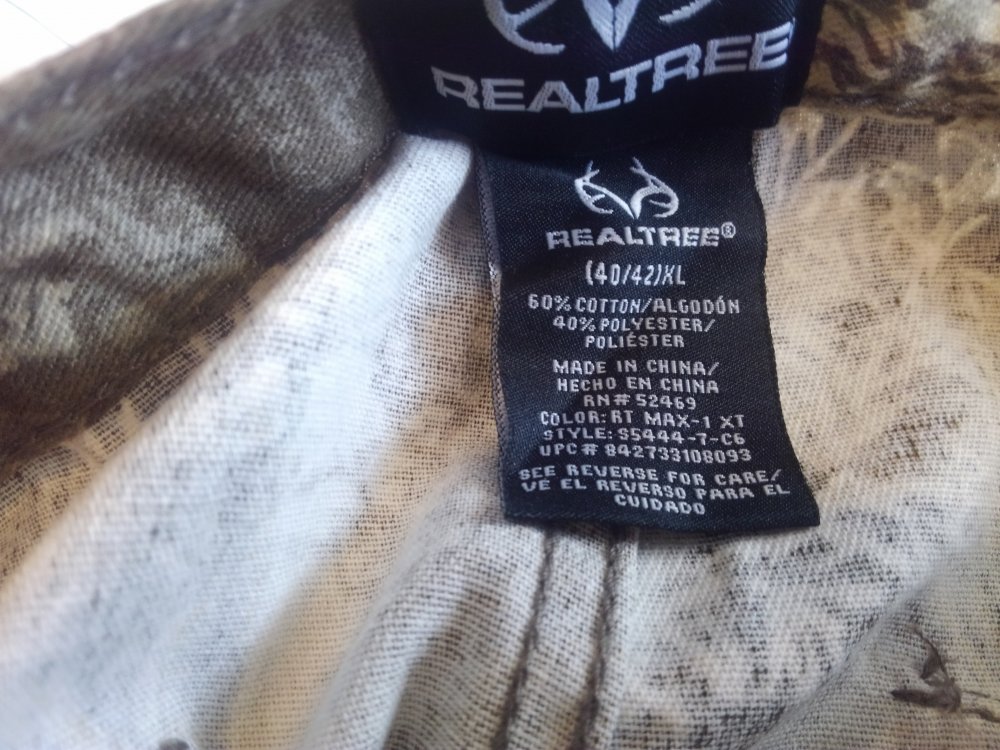 REALTREE
REALTREE®
(40/42)XL
60% COTTON/ALGODÓN
40% POLYESTER/
POLIÉSTER
MADE IN CHINA/
HECHO EN CHINA
RN# 52469
COLOR: RT MAX-1 XT
STYLE: S5444-7-C6
UPC# 842733108093
SEE REVERSE FOR CARE/
VE EL REVERSO PARA EL
CUIDADO